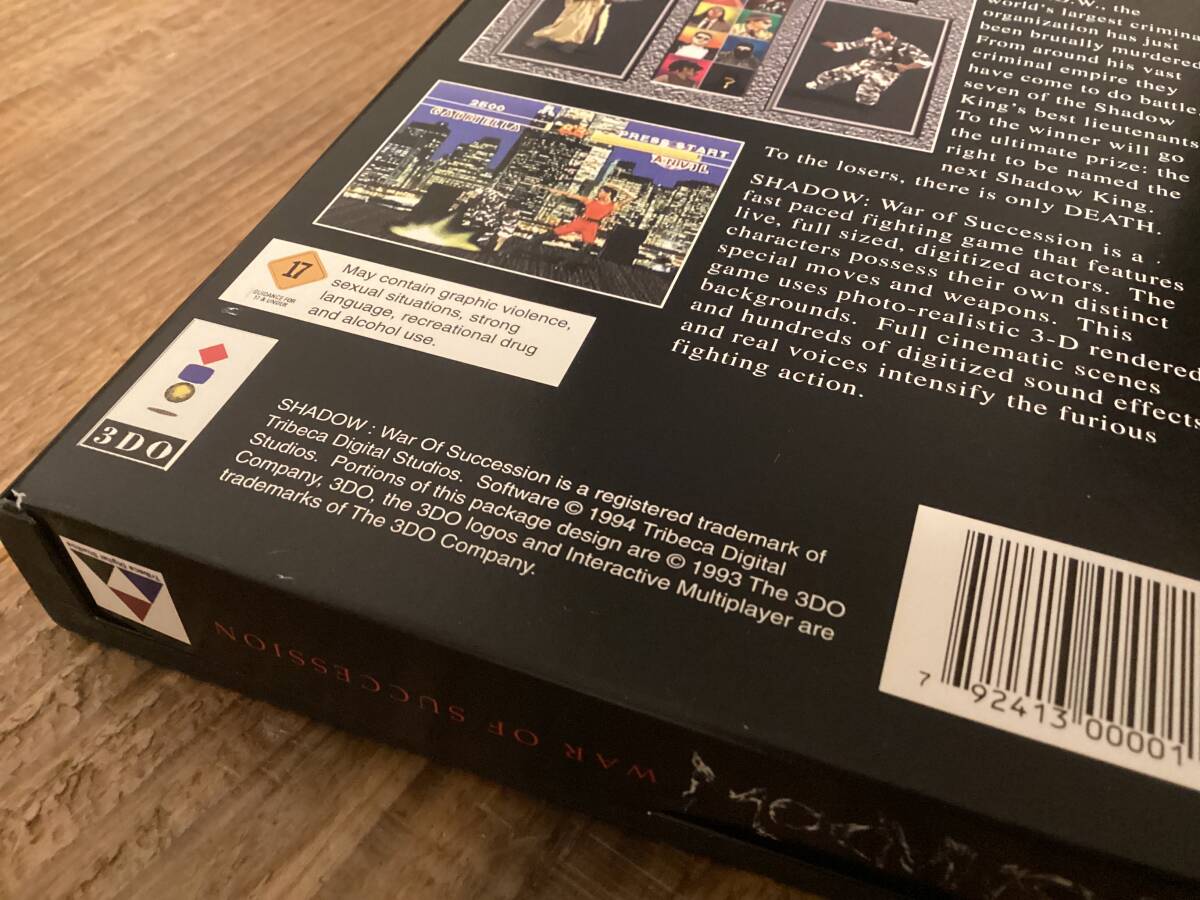 world's largest criminal
organization has just
been brutally murdered
From around his vast
criminal empire they
have come to do battle
seven of the Shadow
King's best lieutenants
To the winner will go
the ultimate prize: the
right to be named the
next Shadow King.
To the losers, there is only DEATH.
SHADOW: War of Succession is a
fast paced fighting game that features
live, full sized, digitized actors. The
characters possess their own distinct
special moves and weapons. This
game uses photo-realistic 3-D rendered
backgrounds. Full cinematic scenes
and hundreds of digitized sound effects
and real voices intensify the furious
fighting action.
2600
PRESS START
ANVIL
17
GUIDANCE FOR
17 & UNDER
May contain graphic violence,
sexual situations, strong
language, recreational drug
and alcohol use.
3DO
SHADOW : War Of Succession is a registered trademark of
Tribeca Digital Studios. Software © 1994 Tribeca Digital
Studios. Portions of this package design are © 1993 The 3DO
Company. 3DO, the 3DO logos and Interactive Multiplayer are
trademarks of The 3DO Company.
7 92413 00001
WAR OF SUCCESSION